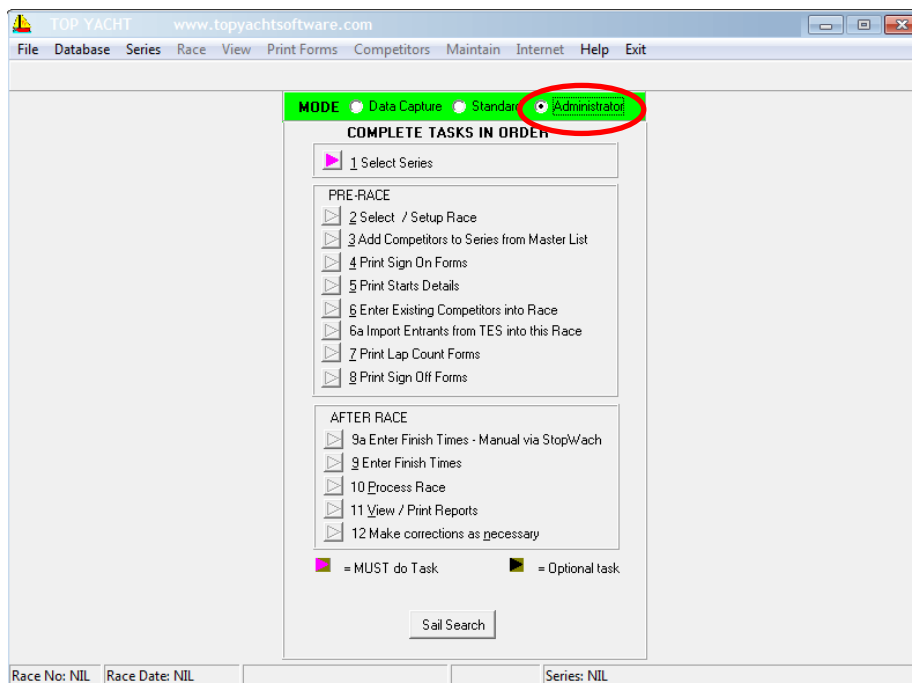 TOP YACHT www.topyachtsoftware.com
File Database Series Race View Print Forms Competitors Maintain Internet Help Exit
MODE Data Capture Standard Administrator
COMPLETE TASKS IN ORDER
1 Select Series
PRE-RACE
2 Select / Setup Race
3 Add Competitors to Series from Master List
4 Print Sign On Forms
5 Print Starts Details
6 Enter Existing Competitors into Race
6a Import Entrants from TES into this Race
7 Print Lap Count Forms
8 Print Sign Off Forms
AFTER RACE
9a Enter Finish Times - Manual via StopWach
9 Enter Finish Times
10 Process Race
11 View / Print Reports
12 Make corrections as necessary
= MUST do Task = Optional task
Sail Search
Race No: NIL Race Date: NIL Series: NIL